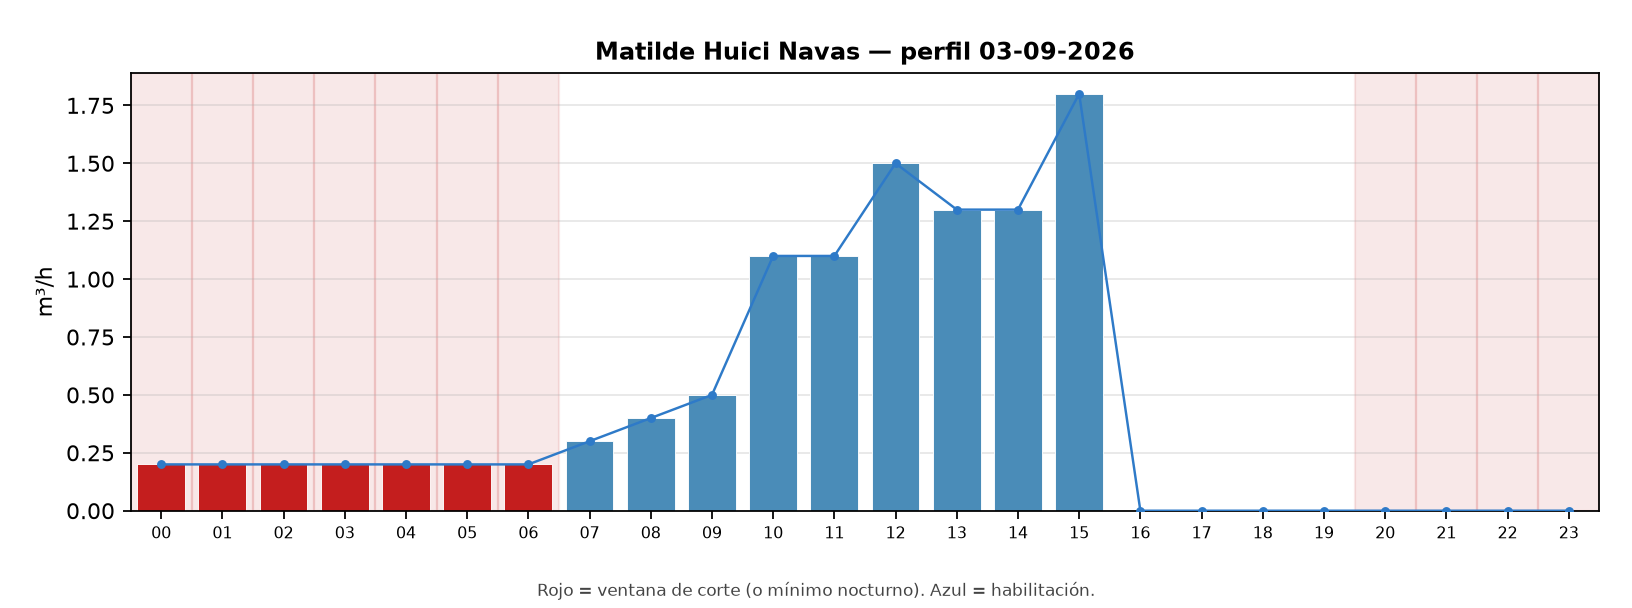 Matilde Huici Navas — perfil 03-09-2026
m³/h
1.75
1.50
1.25
1.00
0.75
0.50
0.25
0.00
00 01 02 03 04 05 06 07 08 09 10 11 12 13 14 15 16 17 18 19 20 21 22 23
Rojo = ventana de corte (o mínimo nocturno). Azul = habilitación.